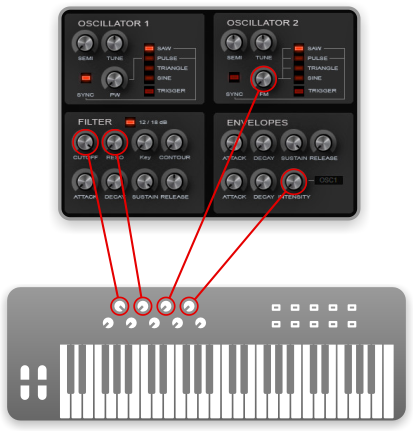 OSCILLATOR 1
SEMI TUNE
SAW
PULSE
TRIANGLE
SINE
TRIGGER
SYNC PW
OSCILLATOR 2
SEMI TUNE
SAW
PULSE
TRIANGLE
SINE
TRIGGER
SYNC FM
FILTER 12 / 18 dB
CUTOFF RESO Key CONTOUR
ATTACK DECAY SUSTAIN RELEASE
ENVELOPES
ATTACK DECAY SUSTAIN RELEASE
ATTACK DECAY INTENSITY OSC1